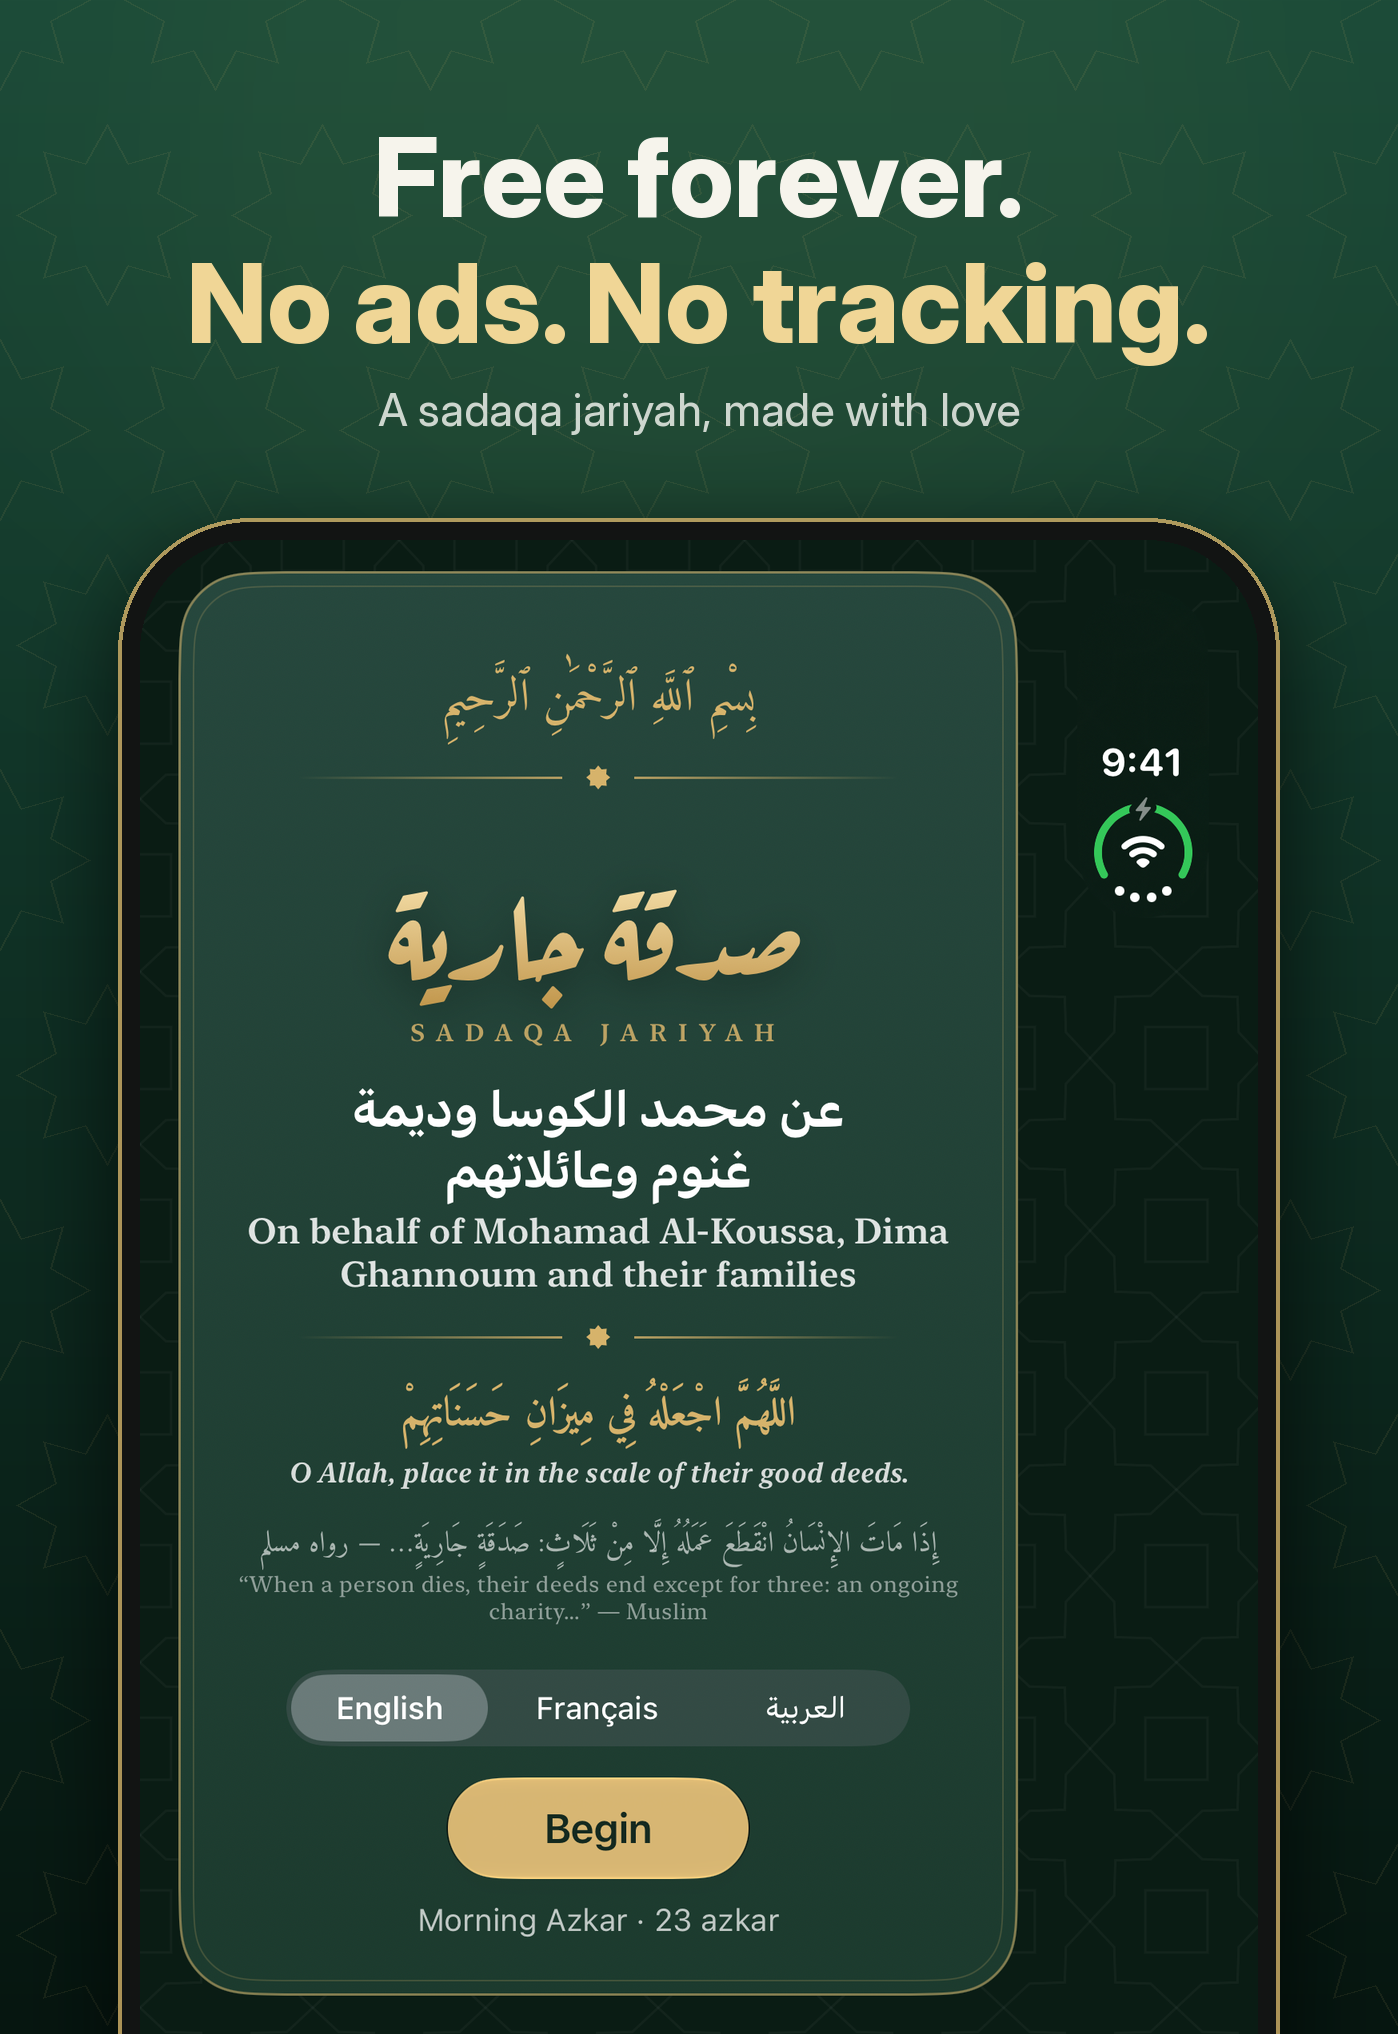 Free forever.
No ads. No tracking.
A sadaqa jariyah, made with love
بِسْمِ ٱللَّهِ ٱلرَّحْمَٰنِ ٱلرَّحِيمِ
9:41
صدقة جارية
SADAQA JARIYAH
عن محمد الكوسا وديمة
غنوم وعائلاتهم
On behalf of Mohamad Al-Koussa, Dima
Ghannoum and their families
اللَّهُمَّ اجْعَلْهُ فِي مِيزَانِ حَسَنَاتِهِمْ
O Allah, place it in the scale of their good deeds.
إِذَا مَاتَ الإِنْسَانُ انْقَطَعَ عَمَلُهُ إِلَّا مِنْ ثَلَاثٍ: صَدَقَةٍ جَارِيَةٍ… — رواه مسلم
“When a person dies, their deeds end except for three: an ongoing
charity…” — Muslim
English Français العربية
Begin
Morning Azkar · 23 azkar